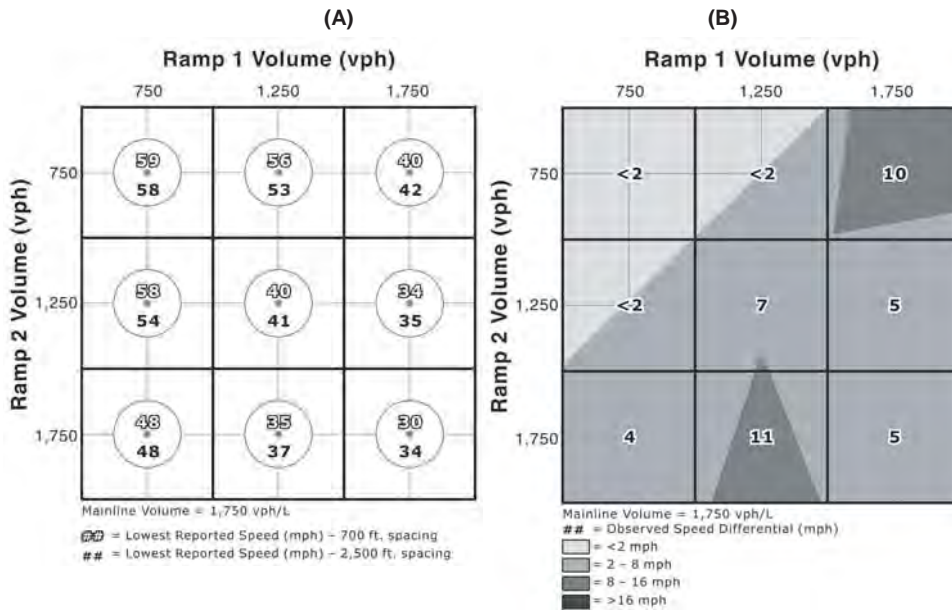 (A)
Ramp 1 Volume (vph)
750 1,250 1,750
Ramp 2 Volume (vph)
750
59 56 40
58 53 42
1,250
58 40 34
54 41 35
1,750
48 35 30
48 37 34
Mainline Volume = 1,750 vph/L
## = Lowest Reported Speed (mph) – 700 ft. spacing
## = Lowest Reported Speed (mph) – 2,500 ft. spacing
(B)
Ramp 1 Volume (vph)
750 1,250 1,750
Ramp 2 Volume (vph)
750 <2 <2 10
1,250 <2 7 5
1,750 4 11 5
Mainline Volume = 1,750 vph/L
## = Observed Speed Differential (mph)
= <2 mph
= 2 – 8 mph
= 8 – 16 mph
= >16 mph